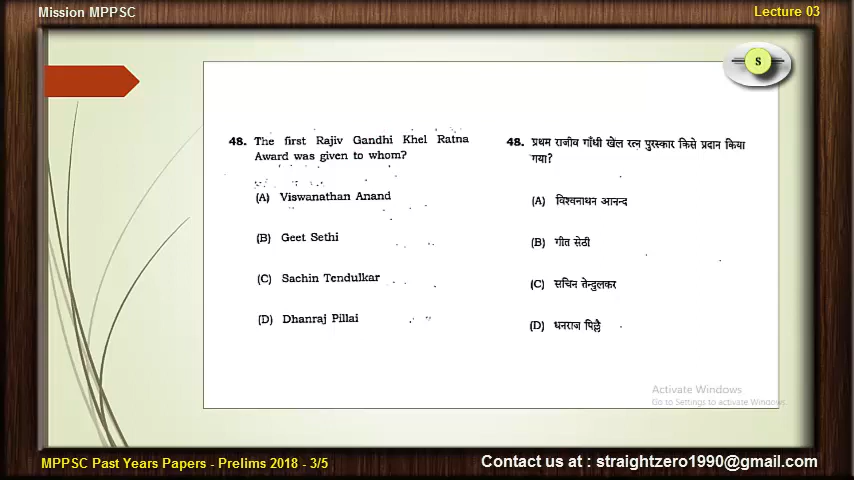 Mission MPPSC
Lecture 03
S
48. The first Rajiv Gandhi Khel Ratna
Award was given to whom?
(A) Viswanathan Anand
(B) Geet Sethi
(C) Sachin Tendulkar
(D) Dhanraj Pillai
48. प्रथम राजीव गाँधी खेल रत्न पुरस्कार किसे प्रदान किया
गया?
(A) विश्वनाथन आनन्द
(B) गीत सेठी
(C) सचिन तेन्दुलकर
(D) धनराज पिल्लै
Activate Windows
Go to Settings to activate Windows.
MPPSC Past Years Papers - Prelims 2018 - 3/5
Contact us at : straightzero1990@gmail.com